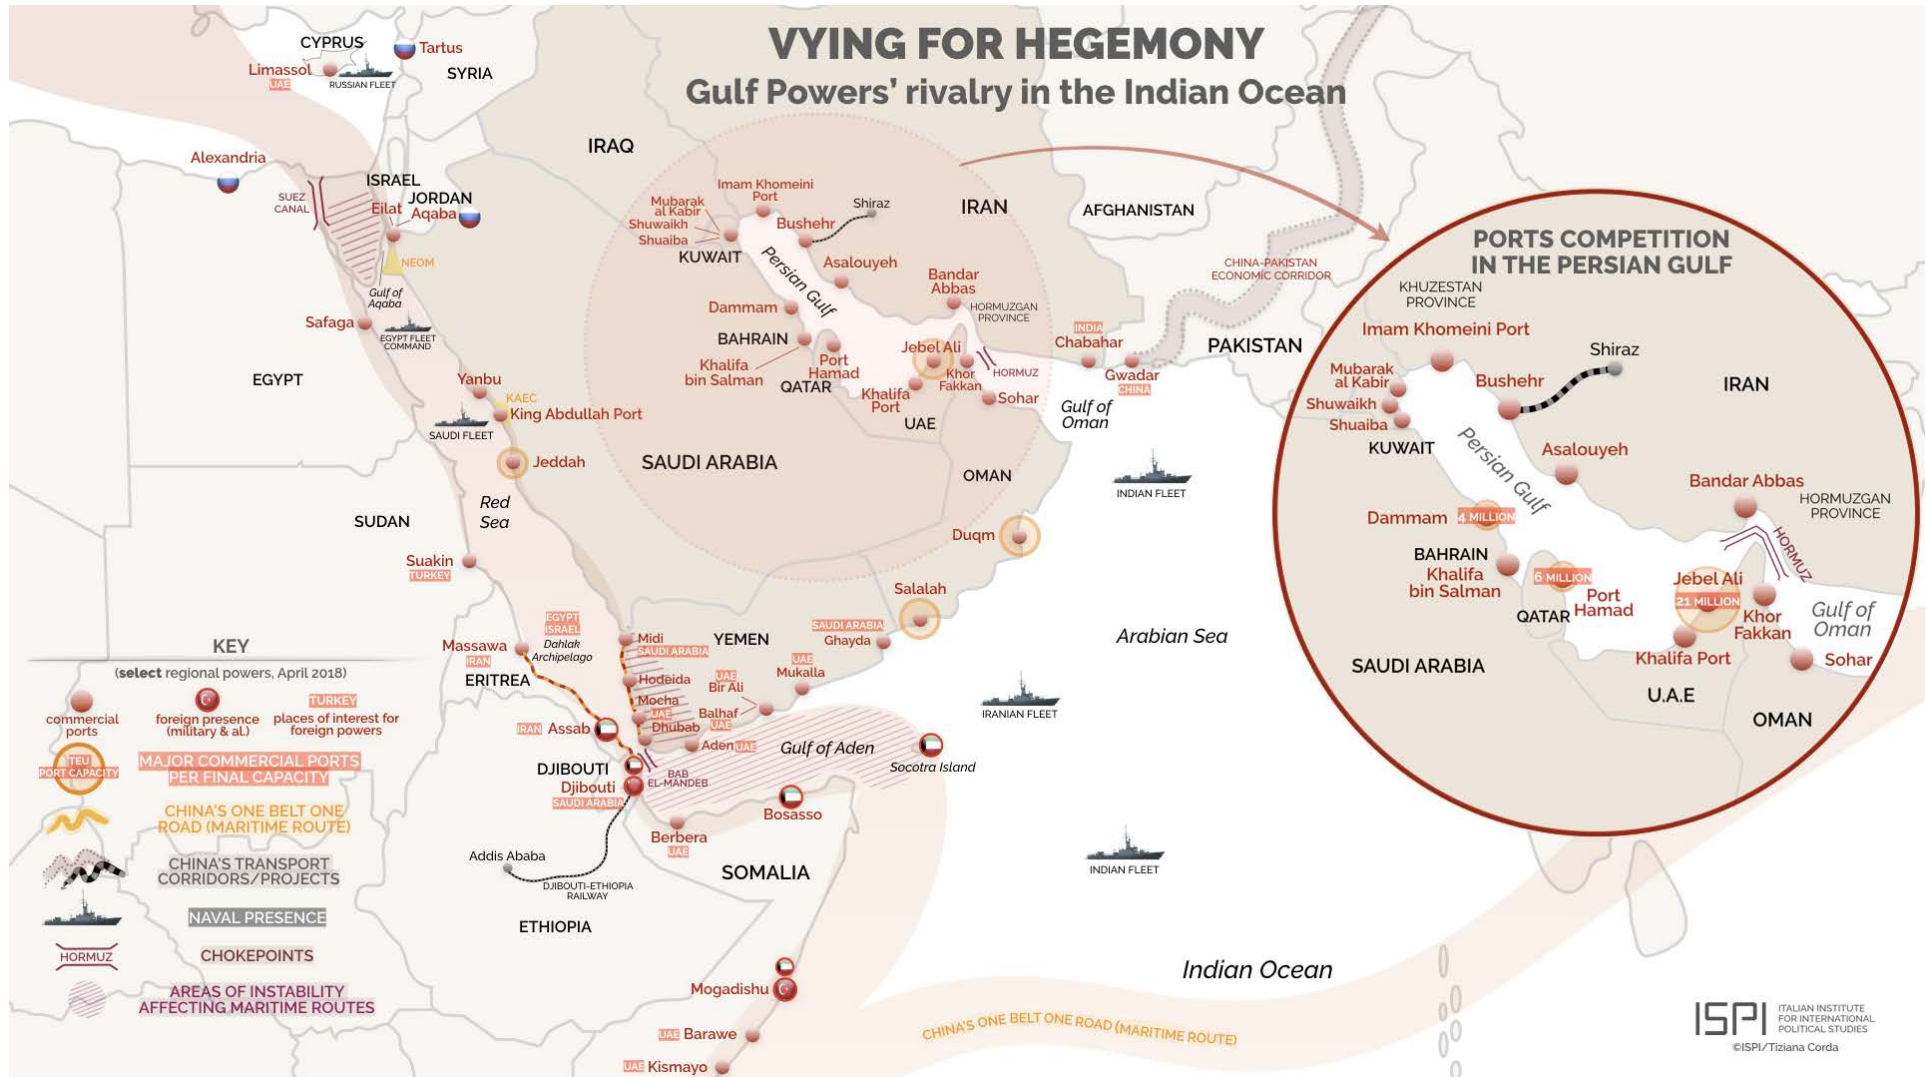 VYING FOR HEGEMONY
Gulf Powers' rivalry in the Indian Ocean
CYPRUS
Limassol
UAE
RUSSIAN FLEET
Tartus
SYRIA
Alexandria
SUEZ
CANAL
ISRAEL
JORDAN
Eilat
Aqaba
NEOM
Gulf of
Aqaba
Safaga
EGYPT FLEET
COMMAND
EGYPT
Yanbu
KAEC
King Abdullah Port
SAUDI FLEET
Jeddah
Red
Sea
SUDAN
Suakin
TURKEY
IRAQ
Imam Khomeini
Port
Mubarak
al Kabir
Shuwaikh
Shuaiba
KUWAIT
Bushehr
Shiraz
IRAN
Persian Gulf
Asalouyeh
Bandar
Abbas
HORMUZGAN
PROVINCE
Dammam
BAHRAIN
Khalifa
bin Salman
Port
Hamad
QATAR
Jebel Ali
Khalifa
Port
Khor
Fakkan
HORMUZ
Sohar
UAE
SAUDI ARABIA
OMAN
AFGHANISTAN
CHINA-PAKISTAN
ECONOMIC CORRIDOR
INDIA
Chabahar
PAKISTAN
Gwadar
CHINA
Gulf of
Oman
INDIAN FLEET
Duqm
Salalah
SAUDI ARABIA
Ghayda
Arabian Sea
IRANIAN FLEET
EGYPT
ISRAEL
Dahlak
Archipelago
Massawa
IRAN
ERITREA
Midi
SAUDI ARABIA
YEMEN
Hodeida
Mocha
UAE
Dhubab
UAE
Mukalla
UAE
Bir Ali
Balhaf
UAE
Aden
UAE
IRAN
Assab
Gulf of Aden
Socotra Island
DJIBOUTI
Djibouti
SAUDI ARABIA
BAB
EL-MANDEB
Bosasso
Berbera
UAE
Addis Ababa
DJIBOUTI-ETHIOPIA
RAILWAY
SOMALIA
ETHIOPIA
INDIAN FLEET
Mogadishu
UAE
Barawe
UAE
Kismayo
Indian Ocean
CHINA'S ONE BELT ONE ROAD (MARITIME ROUTE)
KEY
(select regional powers, April 2018)
commercial
ports
foreign presence
(military & al.)
TURKEY
places of interest for
foreign powers
TEU
PORT CAPACITY
MAJOR COMMERCIAL PORTS
PER FINAL CAPACITY
CHINA'S ONE BELT ONE
ROAD (MARITIME ROUTE)
CHINA'S TRANSPORT
CORRIDORS/PROJECTS
NAVAL PRESENCE
HORMUZ
CHOKEPOINTS
AREAS OF INSTABILITY
AFFECTING MARITIME ROUTES
PORTS COMPETITION
IN THE PERSIAN GULF
KHUZESTAN
PROVINCE
Imam Khomeini Port
Mubarak
al Kabir
Shuwaikh
Shuaiba
KUWAIT
Bushehr
Shiraz
IRAN
Persian Gulf
Asalouyeh
Bandar Abbas
HORMUZGAN
PROVINCE
HORMUZ
Dammam
4 MILLION
BAHRAIN
Khalifa
bin Salman
6 MILLION
Port
Hamad
QATAR
Jebel Ali
21 MILLION
Khor
Fakkan
Gulf of
Oman
Khalifa Port
Sohar
SAUDI ARABIA
U.A.E
OMAN
ISPI
ITALIAN INSTITUTE
FOR INTERNATIONAL
POLITICAL STUDIES
©ISPI/Tiziana Corda